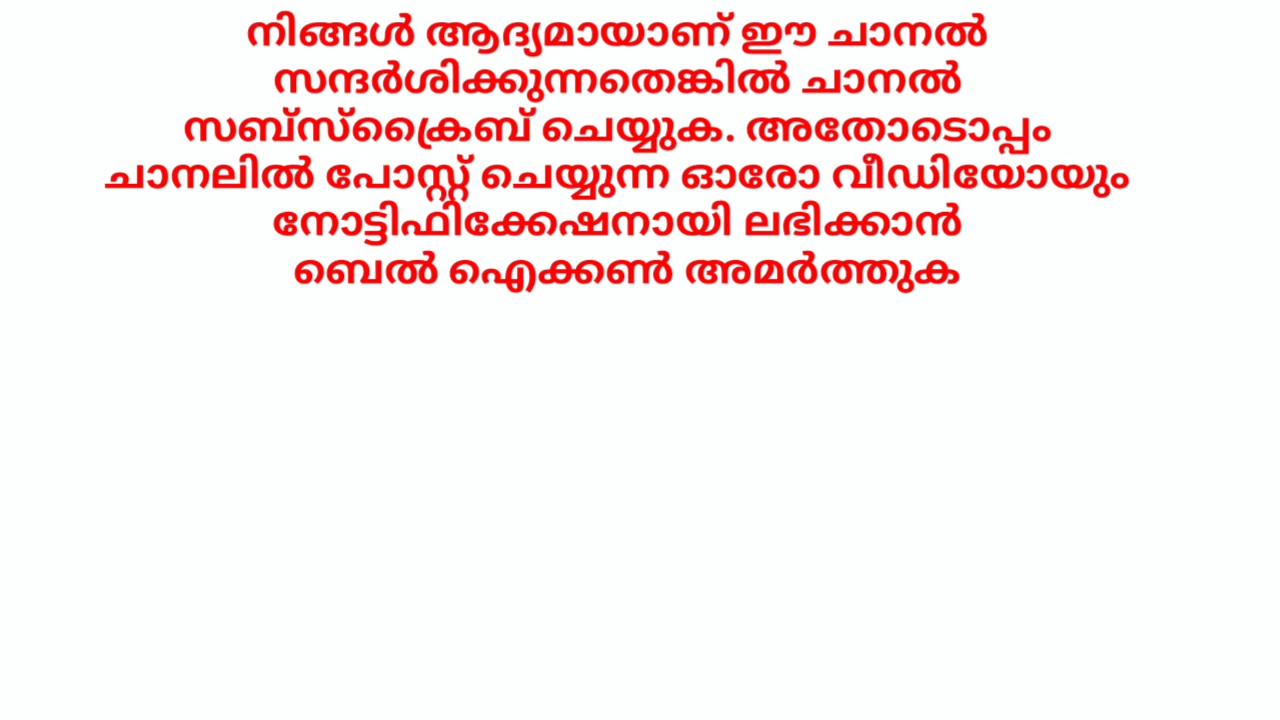 നിങ്ങൾ ആദ്യമായാണ് ഈ ചാനൽ
സന്ദർശിക്കുന്നതെങ്കിൽ ചാനൽ
സബ്സ്ക്രൈബ് ചെയ്യുക. അതോടൊപ്പം
ചാനലിൽ പോസ്റ്റ് ചെയ്യുന്ന ഓരോ വീഡിയോയും
നോട്ടിഫിക്കേഷനായി ലഭിക്കാൻ
ബെൽ ഐക്കൺ അമർത്തുക